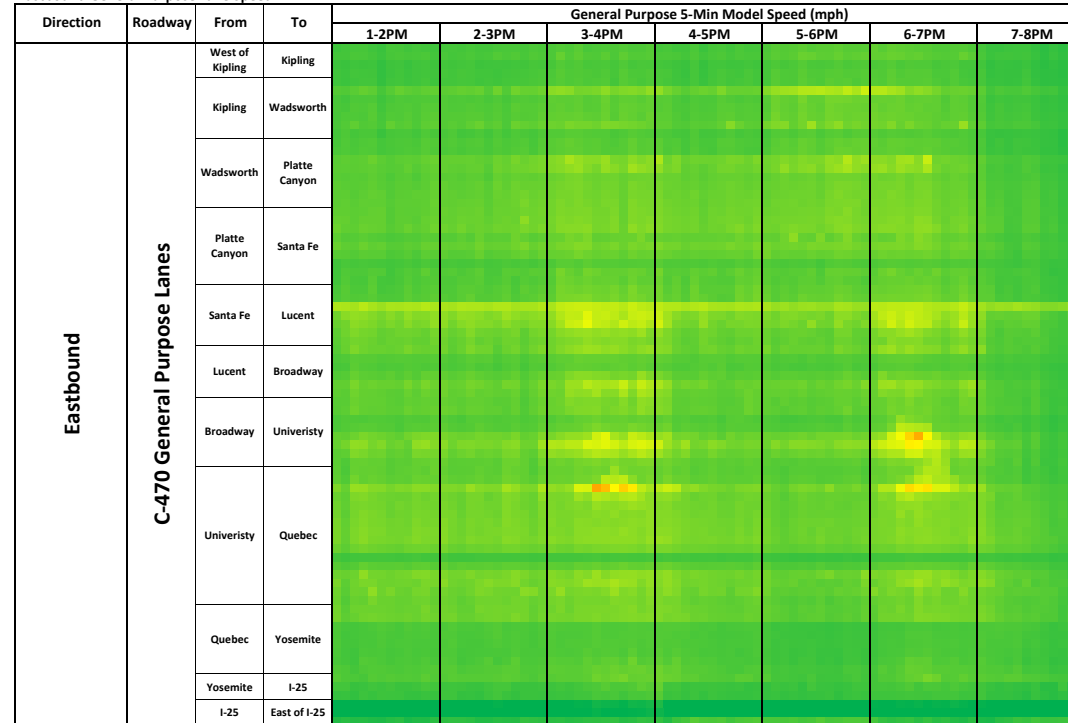 General Purpose 5-Min Model Speed (mph)
Direction Roadway From To
1-2PM 2-3PM 3-4PM 4-5PM 5-6PM 6-7PM 7-8PM
Eastbound
C-470 General Purpose Lanes
West of
Kipling
Kipling
Kipling
Wadsworth
Wadsworth
Platte
Canyon
Platte
Canyon
Santa Fe
Santa Fe
Lucent
Lucent
Broadway
Broadway
Univeristy
Univeristy
Quebec
Quebec
Yosemite
Yosemite
I-25
I-25
East of I-25